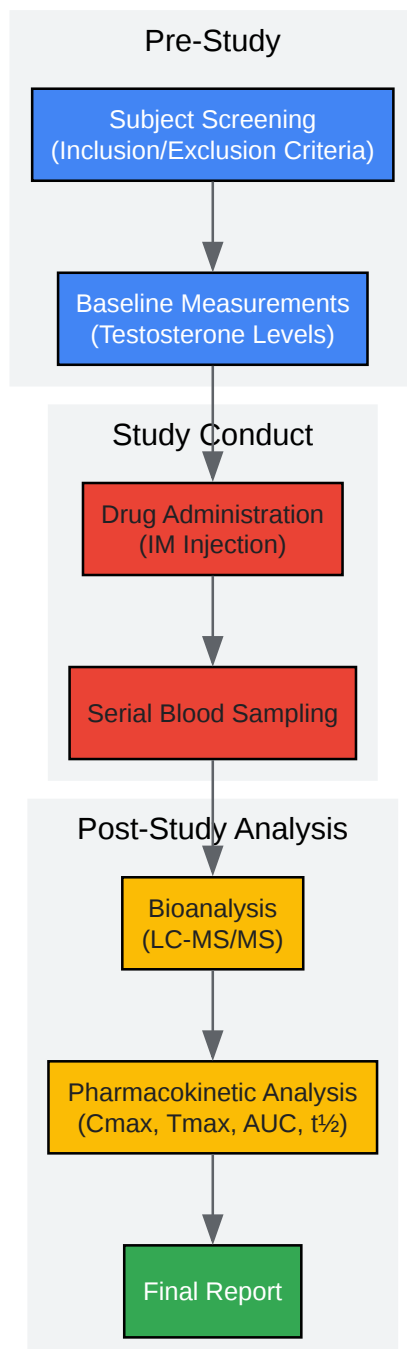 Pre-Study
Subject Screening
(Inclusion/Exclusion Criteria)
Baseline Measurements
(Testosterone Levels)
Study Conduct
Drug Administration
(IM Injection)
Serial Blood Sampling
Post-Study Analysis
Bioanalysis
(LC-MS/MS)
Pharmacokinetic Analysis
(Cmax, Tmax, AUC, t½)
Final Report